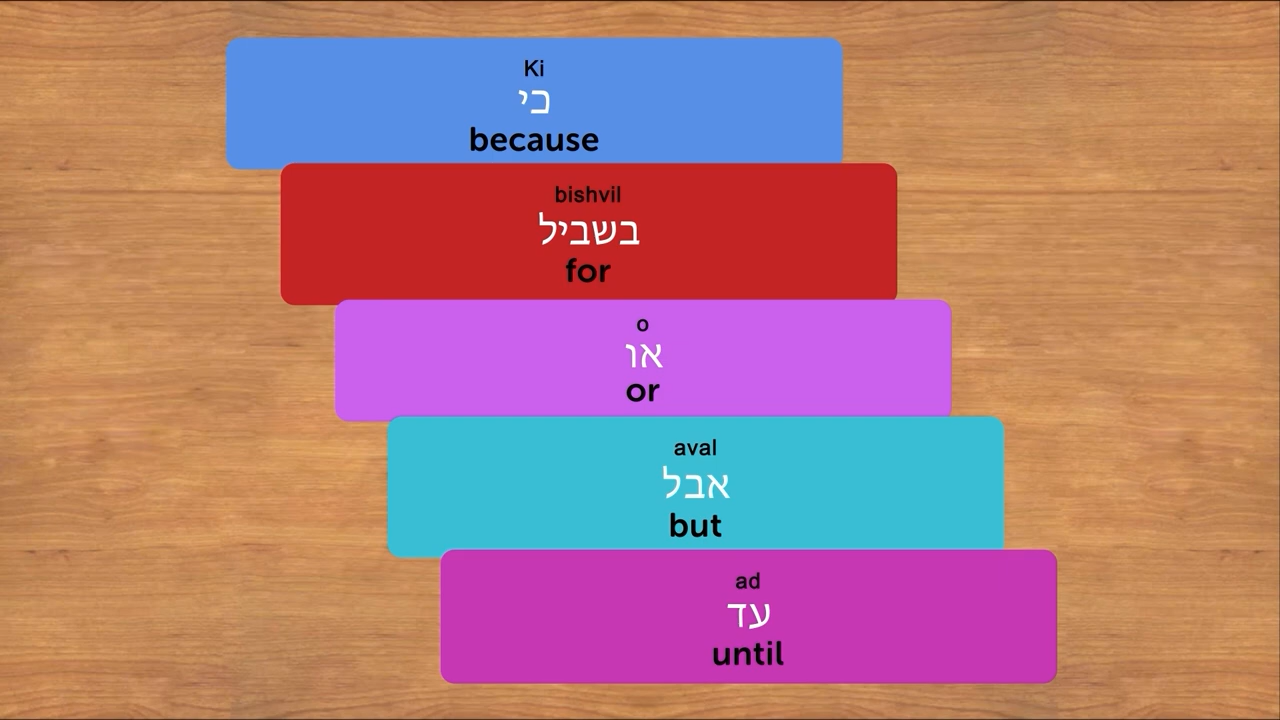 Ki
כי
because
bishvil
בשביל
for
o
או
or
aval
אבל
but
ad
עד
until